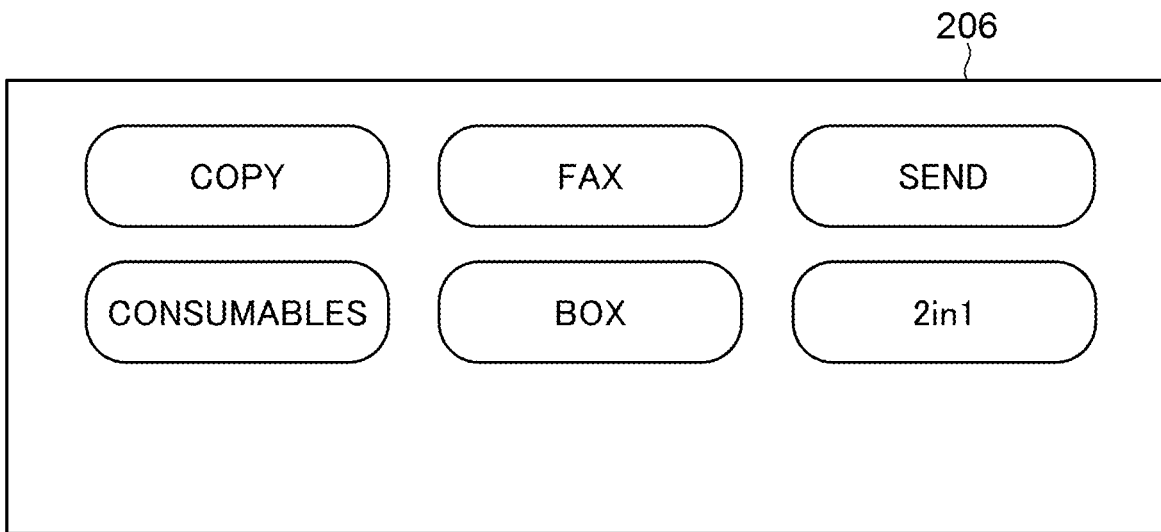 206
COPY
FAX
SEND
CONSUMABLES
BOX
2in1